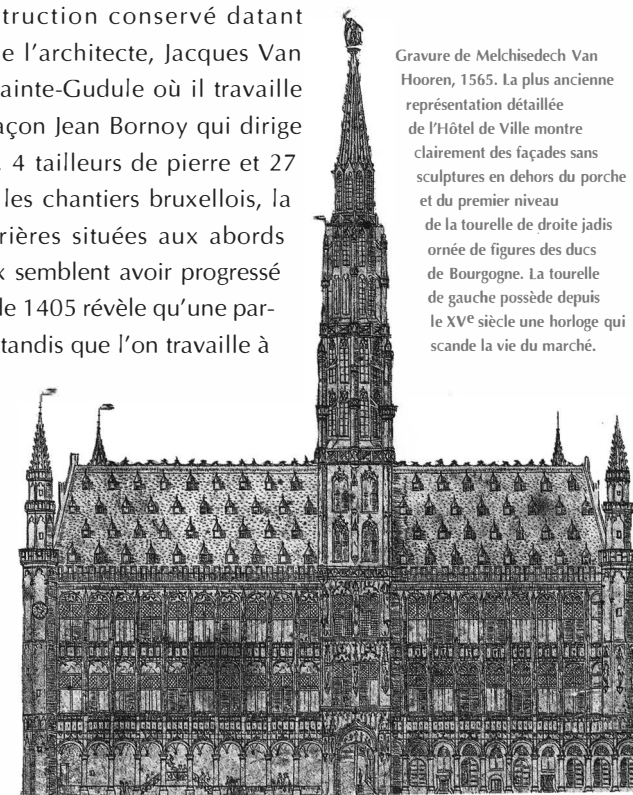 truction conservé datant
e l'architecte, Jacques Van
ainte-Gudule où il travaille
açon Jean Bornoy qui dirige
, 4 tailleurs de pierre et 27
les chantiers bruxellois, la
rières situées aux abords
x semblent avoir progressé
de 1405 révèle qu'une par-
tandis que l'on travaille à
Gravure de Melchisedech Van
Hooren, 1565. La plus ancienne
représentation détaillée
de l'Hôtel de Ville montre
clairement des façades sans
sculptures en dehors du porche
et du premier niveau
de la tourelle de droite jadis
ornée de figures des ducs
de Bourgogne. La tourelle
de gauche possède depuis
le XVe siècle une horloge qui
scande la vie du marché.